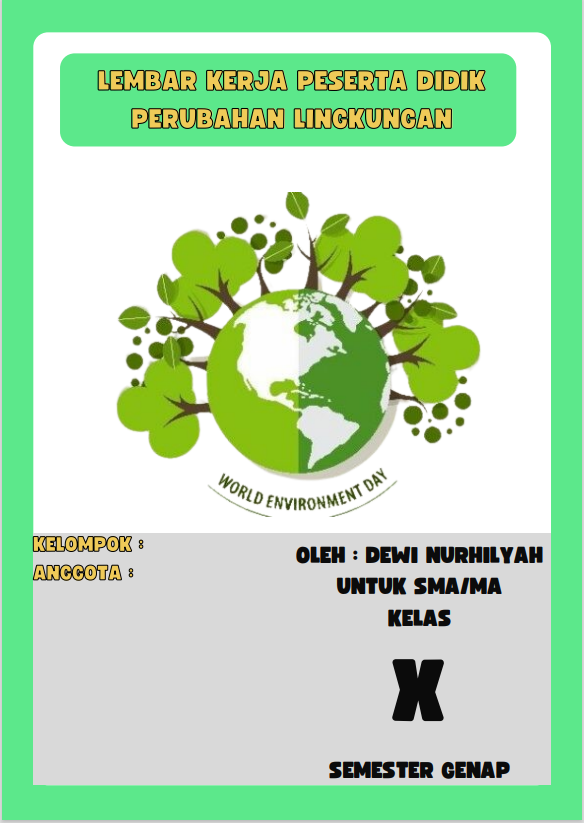 LEMBAR KERJA PESERTA DIDIK
PERUBAHAN LINGKUNGAN
WORLD ENVIRONMENT DAY
KELOMPOK :
ANGGOTA :
OLEH : DEWI NURHILYAH
UNTUK SMA/MA
KELAS
X
SEMESTER GENAP